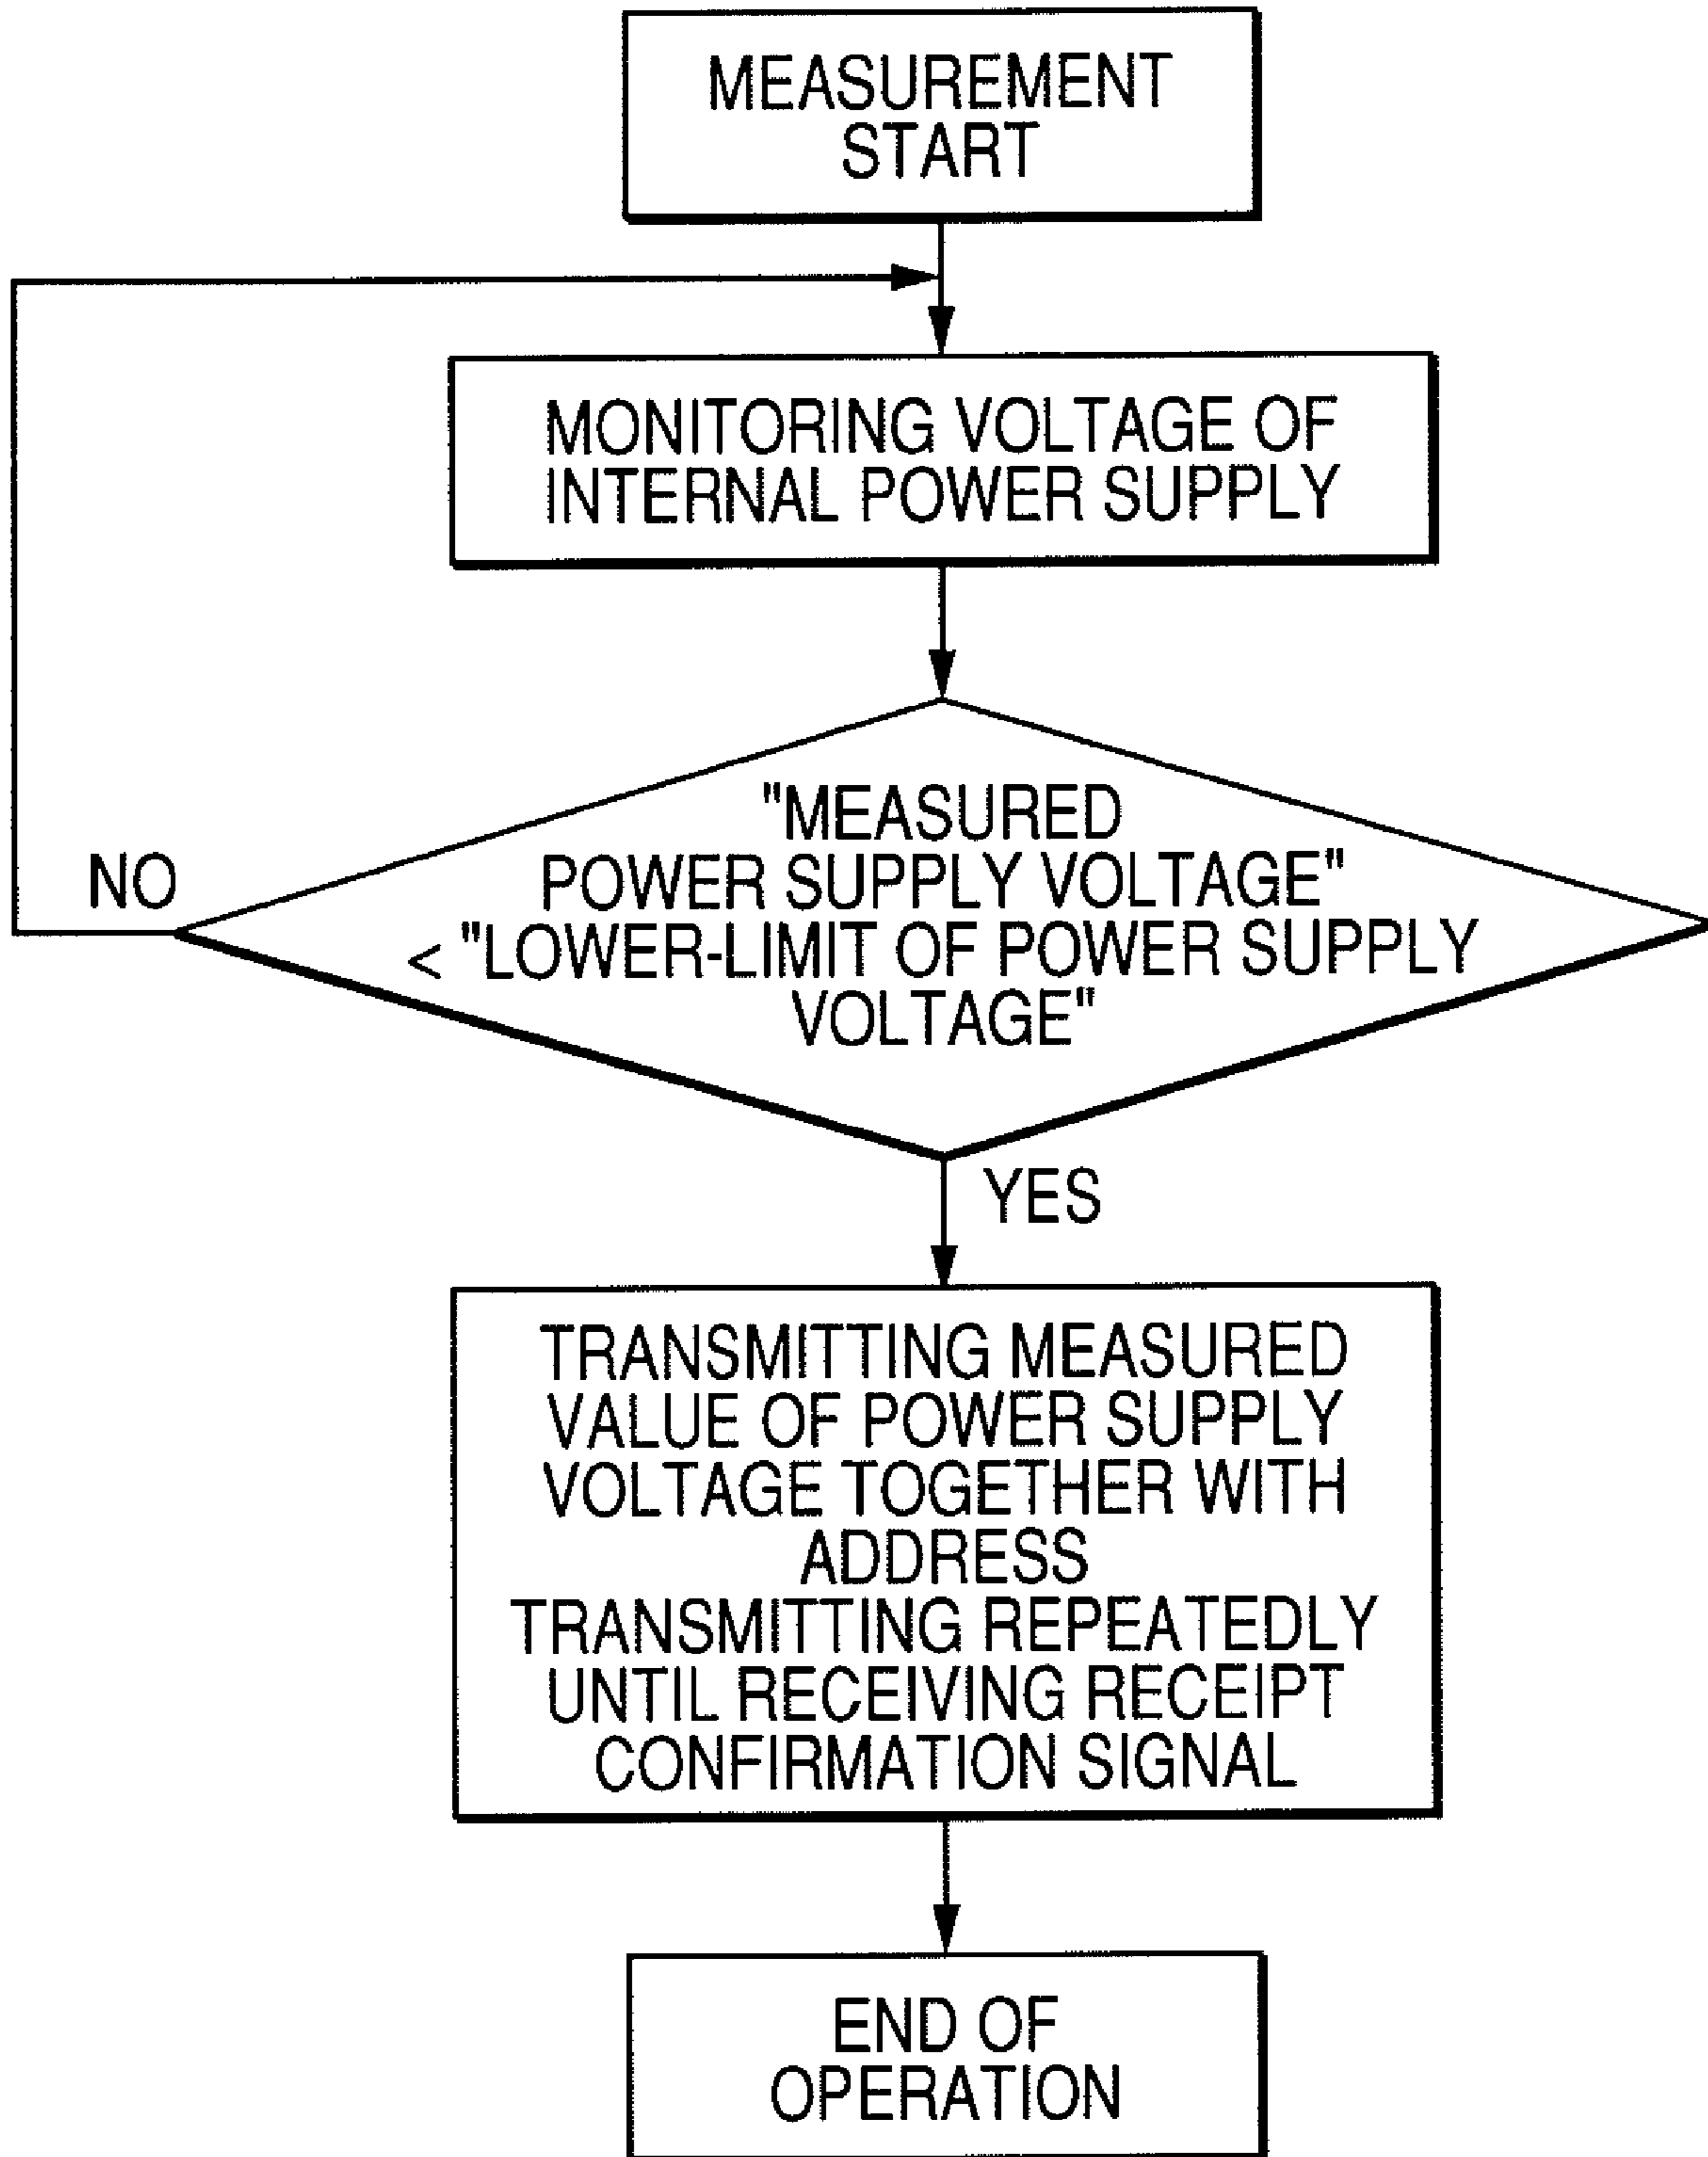 MEASUREMENT
START
MONITORING VOLTAGE OF
INTERNAL POWER SUPPLY
"MEASURED
POWER SUPPLY VOLTAGE"
< "LOWER-LIMIT OF POWER SUPPLY
VOLTAGE"
NO
YES
TRANSMITTING MEASURED
VALUE OF POWER SUPPLY
VOLTAGE TOGETHER WITH
ADDRESS
TRANSMITTING REPEATEDLY
UNTIL RECEIVING RECEIPT
CONFIRMATION SIGNAL
END OF
OPERATION